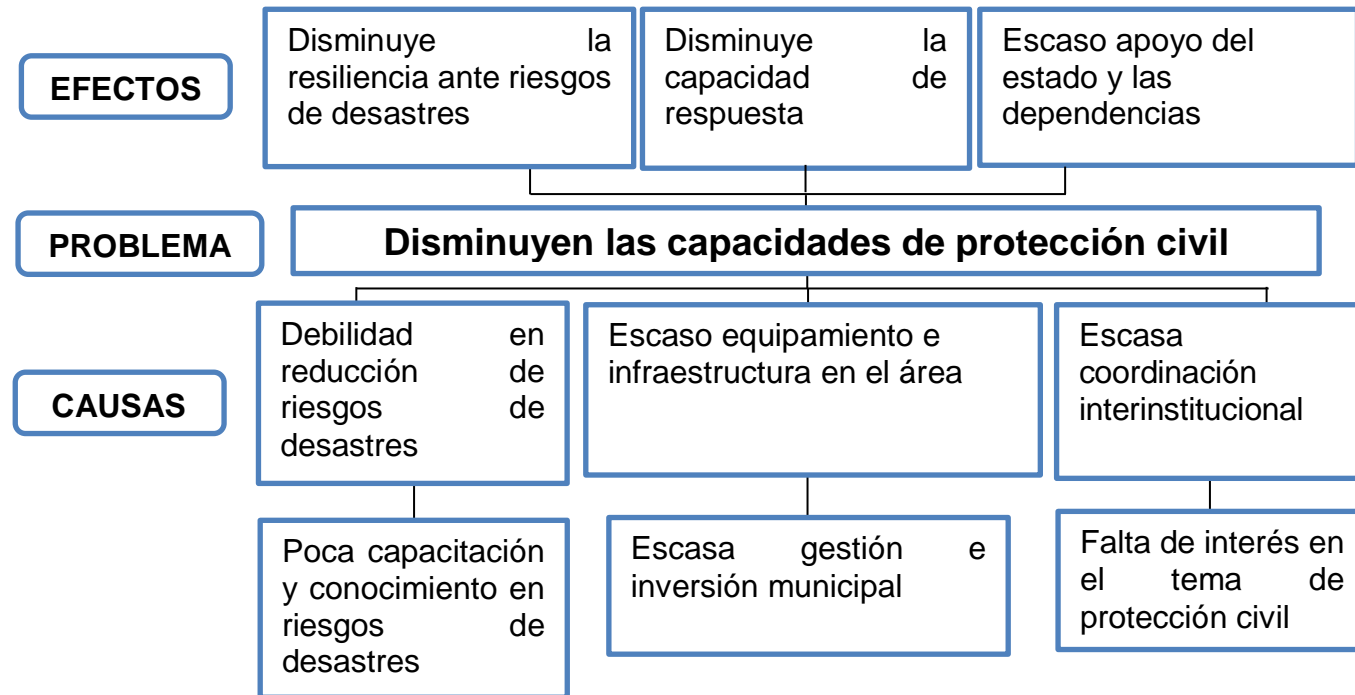 EFECTOS
Disminuye la
resiliencia ante riesgos
de desastres
Disminuye la
capacidad de
respuesta
Escaso apoyo del
estado y las
dependencias
PROBLEMA
Disminuyen las capacidades de protección civil
CAUSAS
Debilidad en
reducción de
riesgos de
desastres
Escaso equipamiento e
infraestructura en el área
Escasa
coordinación
interinstitucional
Poca capacitación
y conocimiento en
riesgos de
desastres
Escasa gestión e
inversión municipal
Falta de interés en
el tema de
protección civil